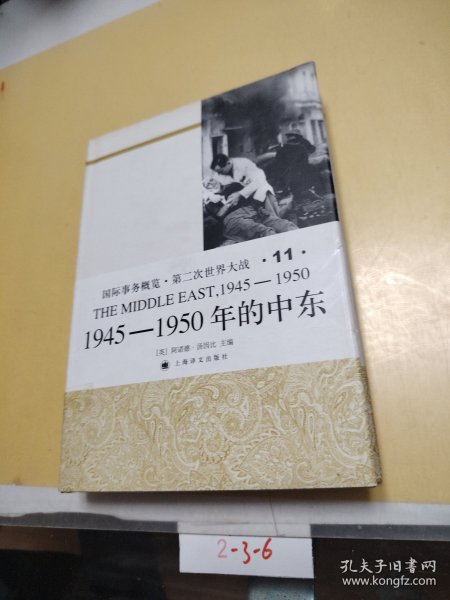 国际事务概览·第二次世界大战 ·11·
THE MIDDLE EAST, 1945—1950
1945—1950年的中东
[英] 阿诺德·汤因比 主编
上海译文出版社
2-3-6
孔夫子旧书网
www.kongfz.com